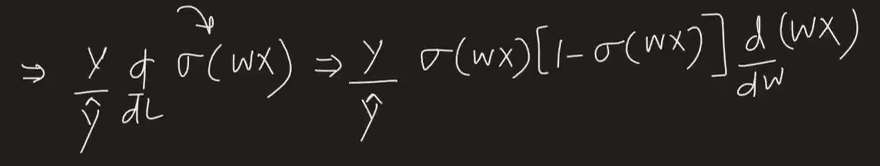 ⇒ y/ŷ d/dL σ(wx) ⇒ y/ŷ σ(wx)[1-σ(wx)] d/dw (wx)